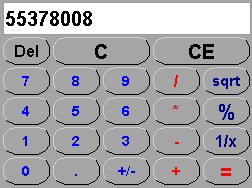 55378008
Del C CE
7 8 9 / sqrt
4 5 6 * %
1 2 3 - 1/x
0 . +/- + =